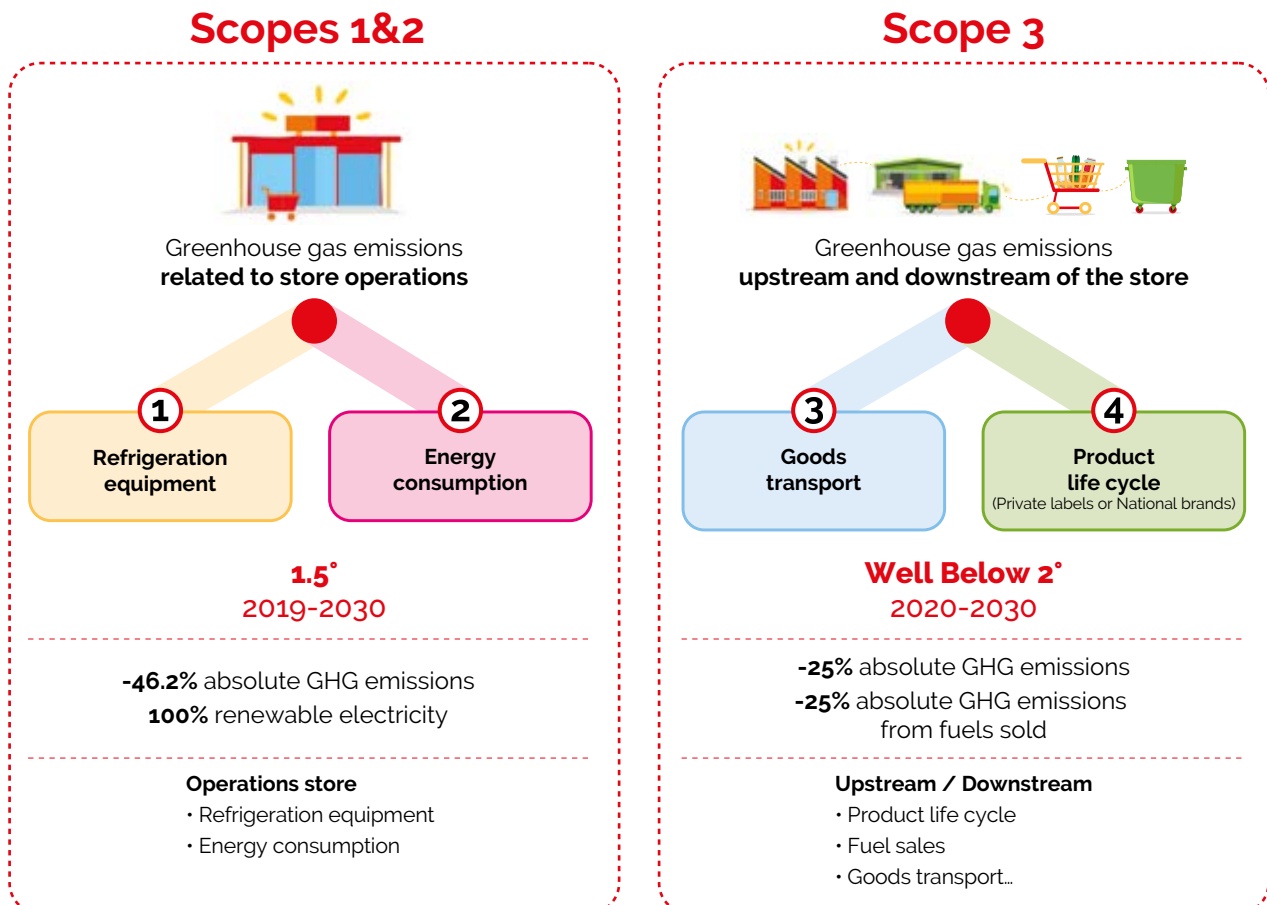 Scopes 1&2
Greenhouse gas emissions
related to store operations
1
Refrigeration
equipment
2
Energy
consumption
1.5°
2019-2030
-46.2% absolute GHG emissions
100% renewable electricity
Operations store
• Refrigeration equipment
• Energy consumption
Scope 3
Greenhouse gas emissions
upstream and downstream of the store
3
Goods
transport
4
Product
life cycle
(Private labels or National brands)
Well Below 2°
2020-2030
-25% absolute GHG emissions
-25% absolute GHG emissions
from fuels sold
Upstream / Downstream
• Product life cycle
• Fuel sales
• Goods transport…